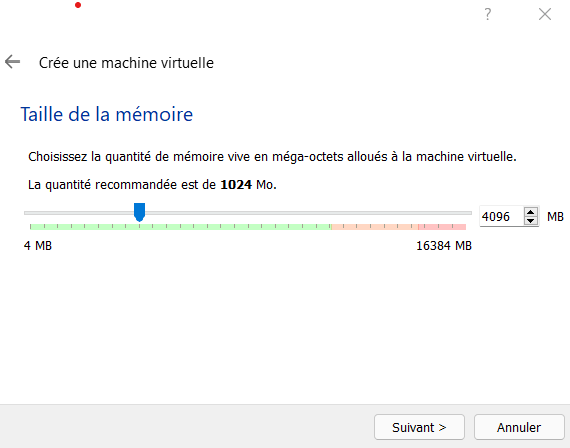 ?
Crée une machine virtuelle
Taille de la mémoire
Choisissez la quantité de mémoire vive en méga-octets alloués à la machine virtuelle.
La quantité recommandée est de 1024 Mo.
4096 MB
4 MB 16384 MB
Suivant > Annuler